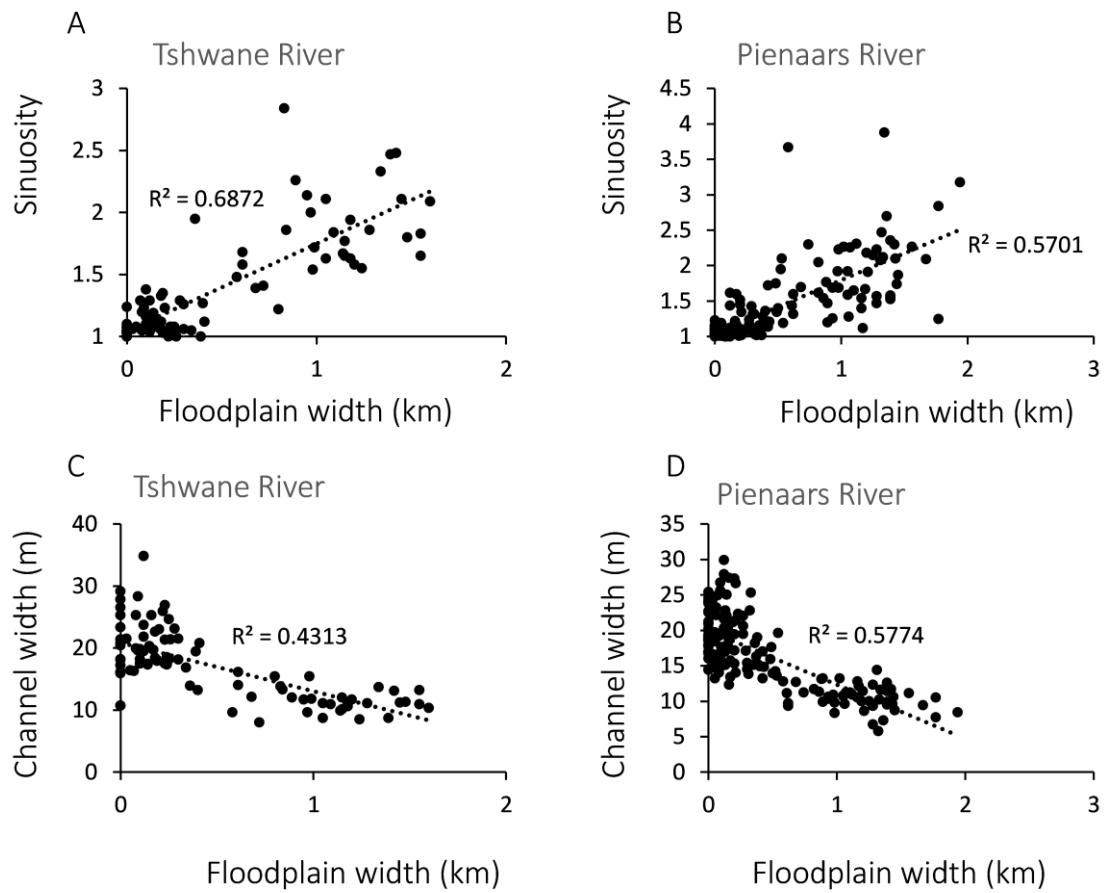 A
Tshwane River
Sinuosity
3
2.5
2
1.5
1
R² = 0.6872
0
1
2
Floodplain width (km)
B
Pienaars River
Sinuosity
4.5
4
3.5
3
2.5
2
1.5
1
R² = 0.5701
0
1
2
3
Floodplain width (km)
C
Tshwane River
Channel width (m)
40
30
20
10
0
R² = 0.4313
0
1
2
Floodplain width (km)
D
Pienaars River
Channel width (m)
35
30
25
20
15
10
5
0
R² = 0.5774
0
1
2
3
Floodplain width (km)